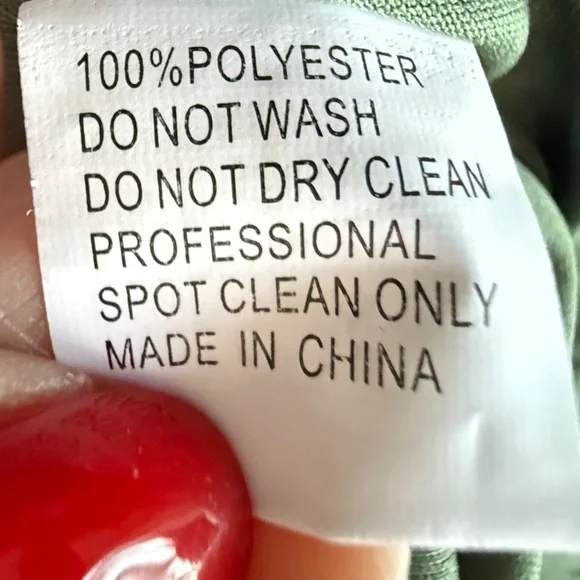 100%POLYESTER
DO NOT WASH
DO NOT DRY CLEAN
PROFESSIONAL
SPOT CLEAN ONLY
MADE IN CHINA